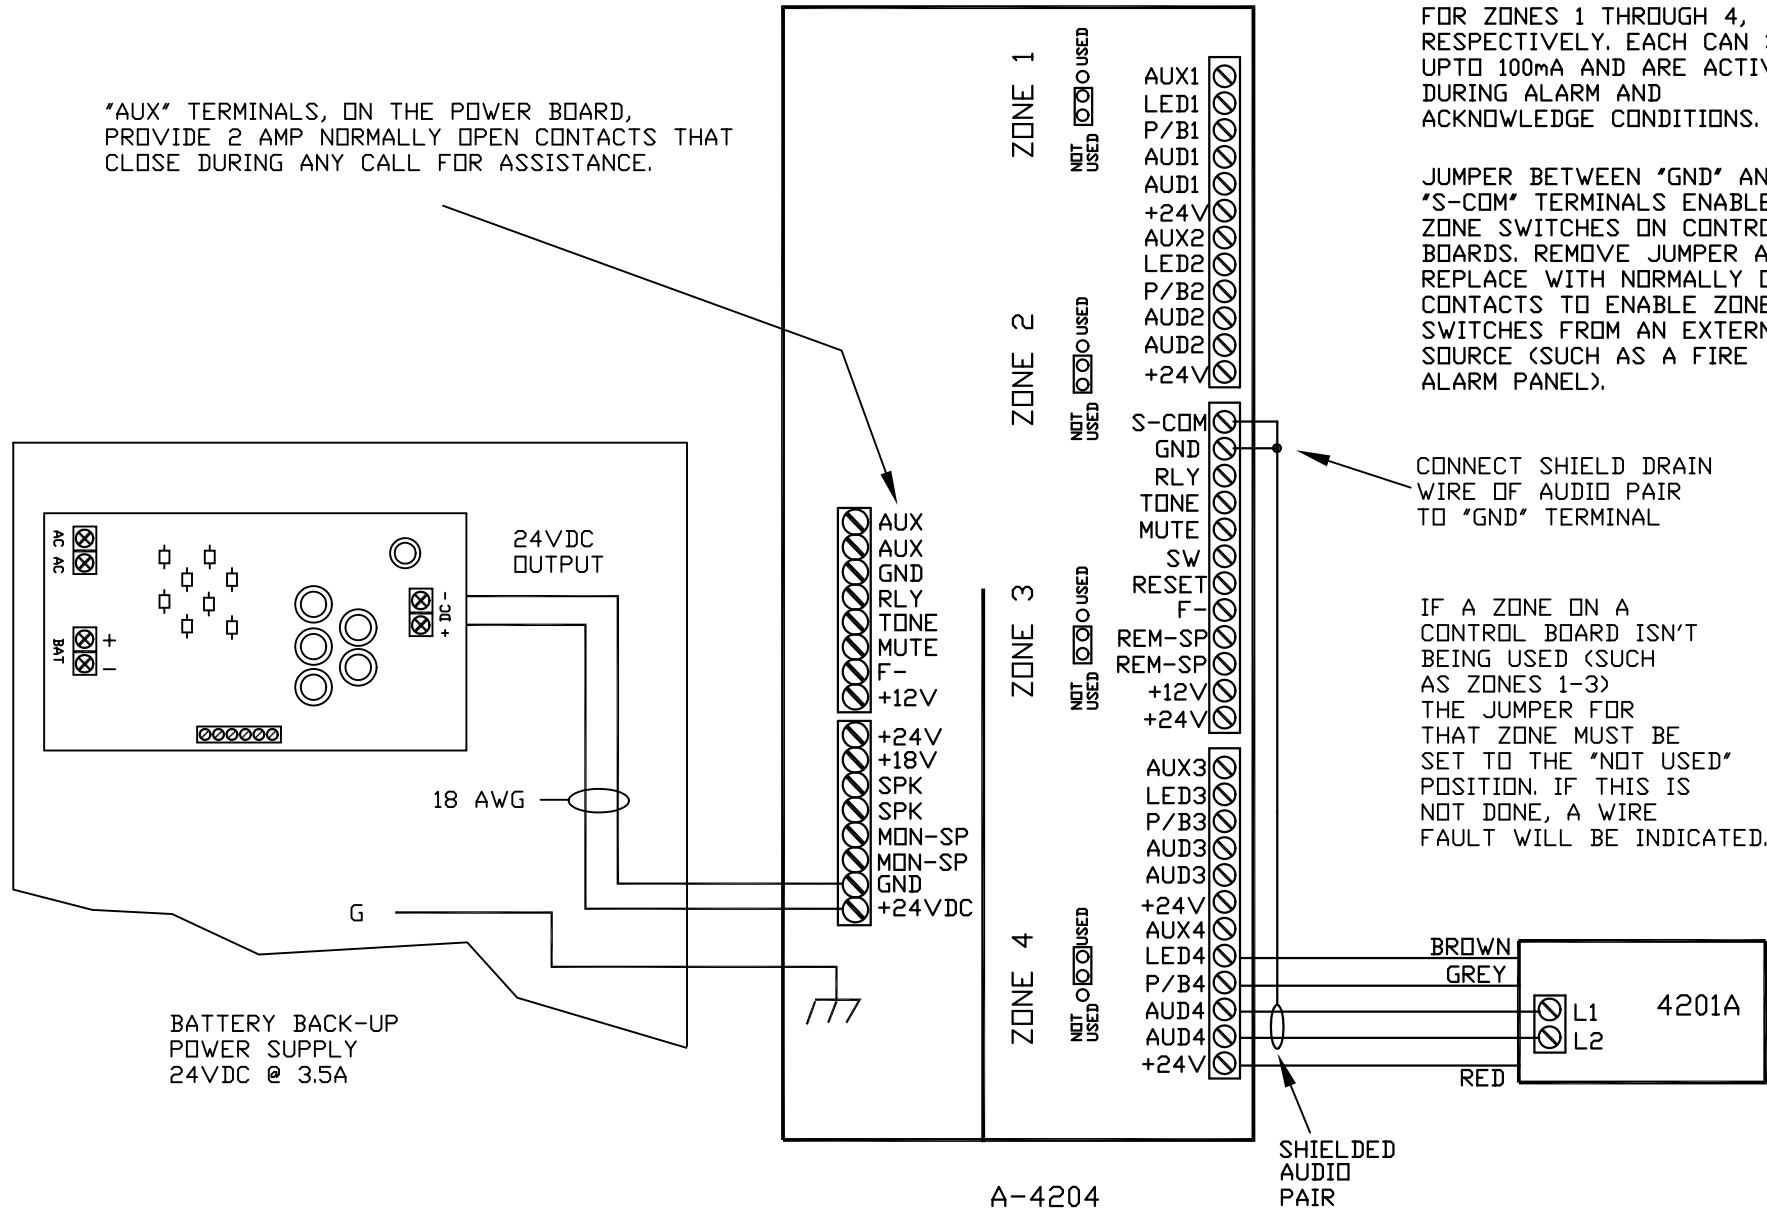 "AUX" TERMINALS, ON THE POWER BOARD,
PROVIDE 2 AMP NORMALLY OPEN CONTACTS THAT
CLOSE DURING ANY CALL FOR ASSISTANCE.
FOR ZONES 1 THROUGH 4,
RESPECTIVELY. EACH CAN
UPTO 100mA AND ARE
DURING ALARM AND
ACKNOWLEDGE CONDITIONS.
JUMPER BETWEEN "GND"
"S-COM" TERMINALS
ZONE SWITCHES ON
BOARDS. REMOVE JUMPER
REPLACE WITH NORMALLY
CONTACTS TO ENABLE
SWITCHES FROM AN
SOURCE (SUCH AS A FIRE
ALARM PANEL).
CONNECT SHIELD DRAIN
WIRE OF AUDIO PAIR
TO "GND" TERMINAL
IF A ZONE ON A
CONTROL BOARD ISN'T
BEING USED (SUCH
AS ZONES 1-3)
THE JUMPER FOR
THAT ZONE MUST BE
SET TO THE "NOT USED"
POSITION. IF THIS IS
NOT DONE, A WIRE
FAULT WILL BE INDICATED.
ZONE 1
USED
NOT
USED
ZONE 2
USED
NOT
USED
ZONE 3
USED
NOT
USED
ZONE 4
USED
NOT
USED
AUX1
LED1
P/B1
AUD1
AUD1
+24V
AUX2
LED2
P/B2
AUD2
AUD2
+24V
S-COM
GND
RLY
TONE
MUTE
SW
RESET
F-
REM-SP
REM-SP
+12V
+24V
AUX3
LED3
P/B3
AUD3
AUD3
+24V
AUX4
LED4
P/B4
AUD4
AUD4
+24V
AUX
AUX
GND
RLY
TONE
MUTE
F-
+12V
+24V
+18V
SPK
SPK
MON-SP
MON-SP
GND
+24VDC
AC AC
BAT
+
-
+ DC -
24VDC
OUTPUT
18 AWG
G
BATTERY BACK-UP
POWER SUPPLY
24VDC @ 3.5A
BROWN
GREY
RED
L1
L2
4201A
SHIELDED
AUDIO
PAIR
A-4204